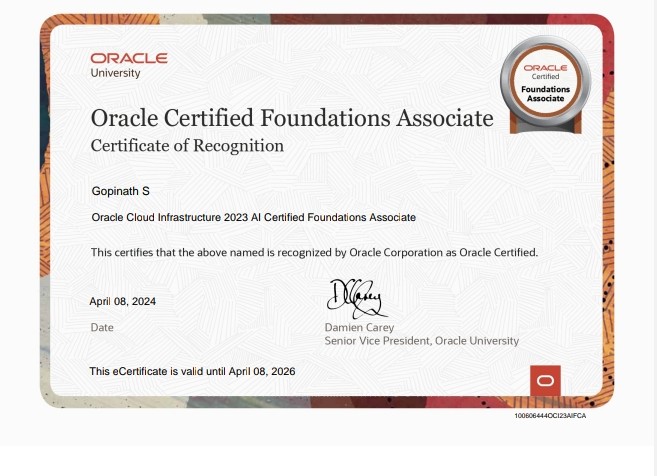 ORACLE
University
ORACLE
Certified
Foundations
Associate
Oracle Certified Foundations Associate
Certificate of Recognition
Gopinath S
Oracle Cloud Infrastructure 2023 AI Certified Foundations Associate
This certifies that the above named is recognized by Oracle Corporation as Oracle Certified.
April 08, 2024
Date
Damien Carey
Senior Vice President, Oracle University
This eCertificate is valid until April 08, 2026
100606444OCI23AIFCA